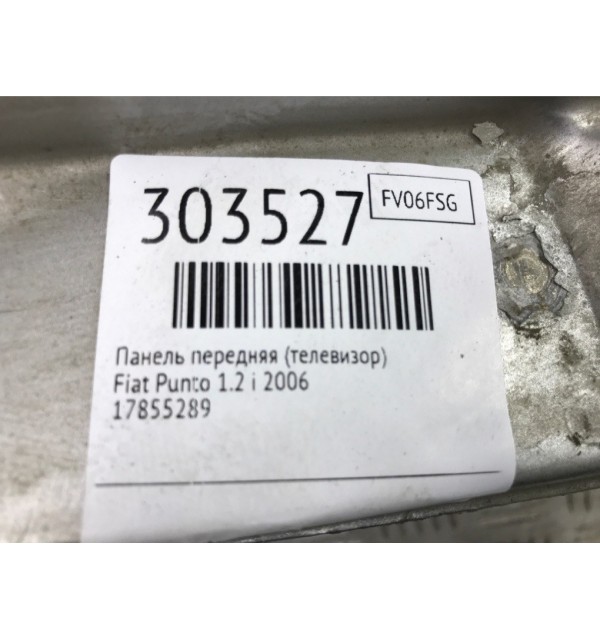 303527
FV06FSG
Панель передняя (телевизор)
Fiat Punto 1.2 i 2006
17855289